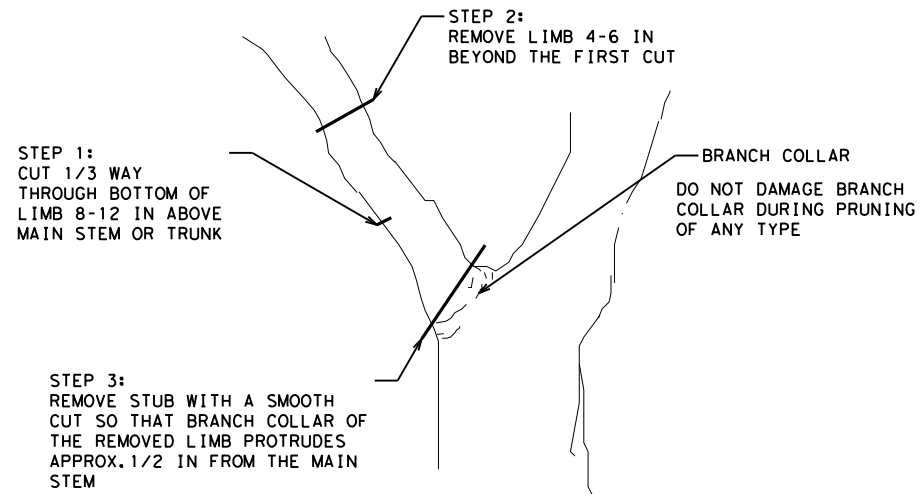 STEP 2:
REMOVE LIMB 4-6 IN
BEYOND THE FIRST CUT
STEP 1:
CUT 1/3 WAY
THROUGH BOTTOM OF
LIMB 8-12 IN ABOVE
MAIN STEM OR TRUNK
BRANCH COLLAR
DO NOT DAMAGE BRANCH
COLLAR DURING PRUNING
OF ANY TYPE
STEP 3:
REMOVE STUB WITH A SMOOTH
CUT SO THAT BRANCH COLLAR OF
THE REMOVED LIMB PROTRUDES
APPROX. 1/2 IN FROM THE MAIN
STEM